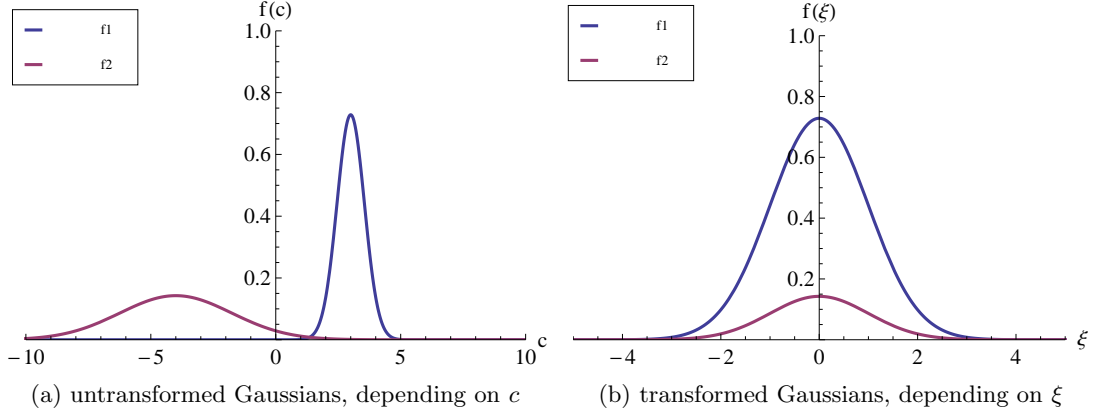 f(c)
1.0
f1
f2
0.8
0.6
0.4
0.2
−10
−5
0
5
10
c
(a) untransformed Gaussians, depending on c
f(ξ)
1.0
f1
f2
0.8
0.6
0.4
0.2
−4
−2
0
2
4
ξ
(b) transformed Gaussians, depending on ξ